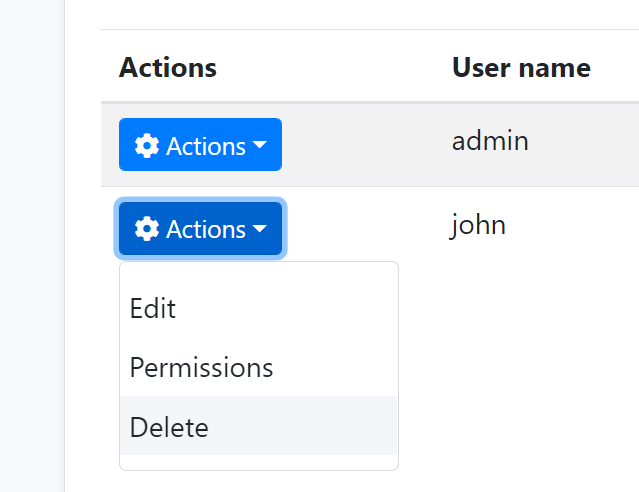 Actions User name
Actions admin
Actions john
Edit
Permissions
Delete